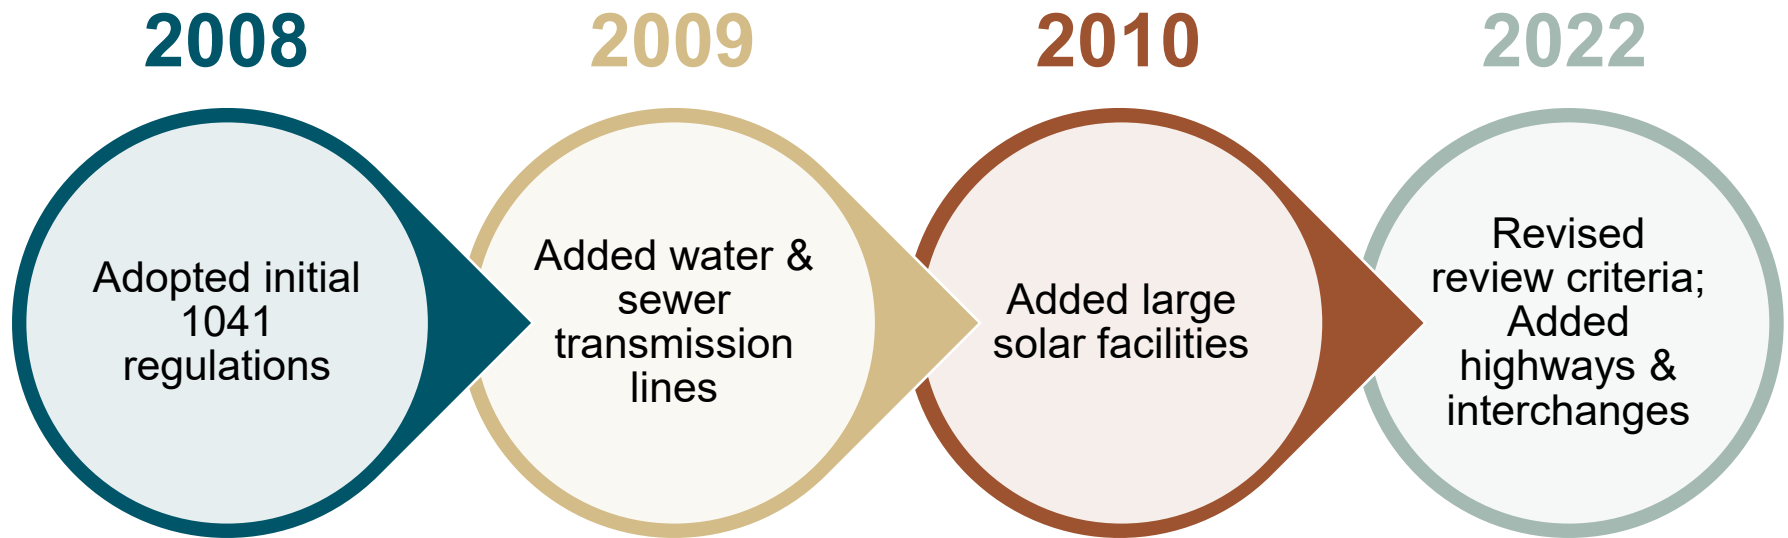 2008
Adopted initial
1041
regulations
2009
Added water &
sewer
transmission
lines
2010
Added large
solar facilities
2022
Revised
review criteria;
Added
highways &
interchanges